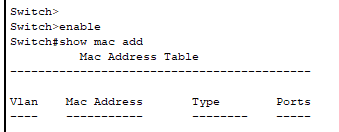 Switch>
Switch>enable
Switch#show mac add
          Mac Address Table
-------------------------------------------

Vlan    Mac Address       Type        Ports
----    -----------       --------    -----